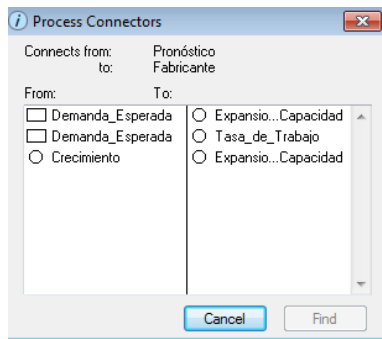 Process Connectors
Connects from: Pronóstico
to: Fabricante
From: To:
Demanda_Esperada Expansio...Capacidad
Demanda_Esperada Tasa_de_Trabajo
Crecimiento Expansio...Capacidad
Cancel Find